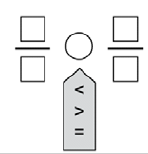 <
>
=